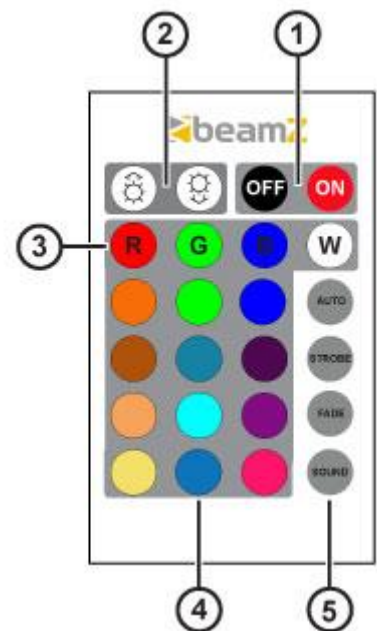 2 1
beamZ
OFF ON
3 R G B W
AUTO
STROBE
FADE
SOUND
4 5